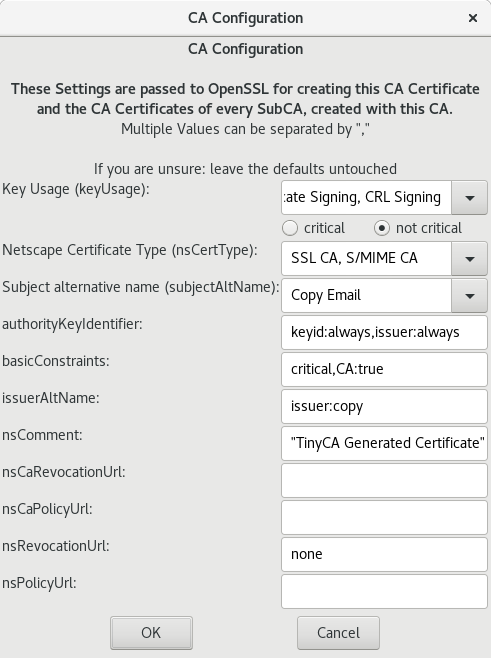 CA Configuration
CA Configuration
These Settings are passed to OpenSSL for creating this CA Certificate
and the CA Certificates of every SubCA, created with this CA.
Multiple Values can be separated by ","
If you are unsure: leave the defaults untouched
Key Usage (keyUsage): Signing, CRL Signing
critical not critical
Netscape Certificate Type (nsCertType): SSL CA, S/MIME CA
Subject alternative name (subjectAltName): Copy Email
authorityKeyIdentifier: keyid:always,issuer:always
basicConstraints: critical,CA:true
issuerAltName: issuer:copy
nsComment: "TinyCA Generated Certificate"
nsCaRevocationUrl:
nsCaPolicyUrl:
nsRevocationUrl: none
nsPolicyUrl:
OK Cancel